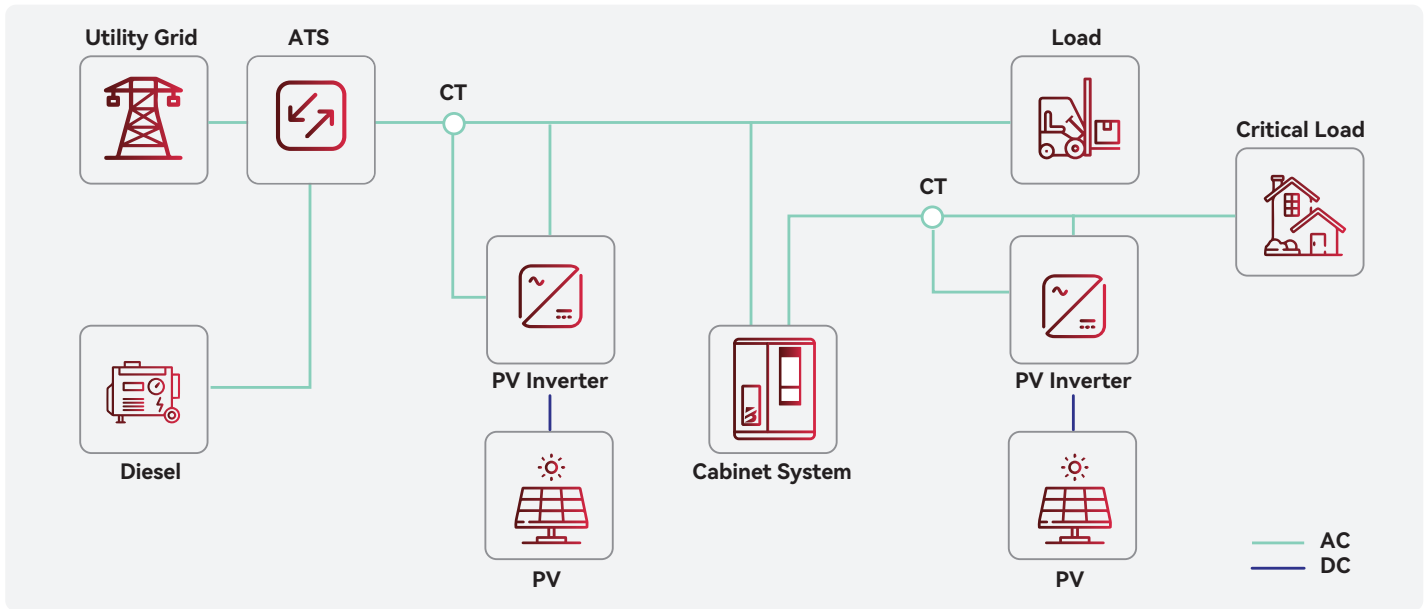 Utility Grid
ATS
Load
CT
Critical Load
CT
PV Inverter
PV Inverter
Diesel
Cabinet System
AC
DC
PV
PV